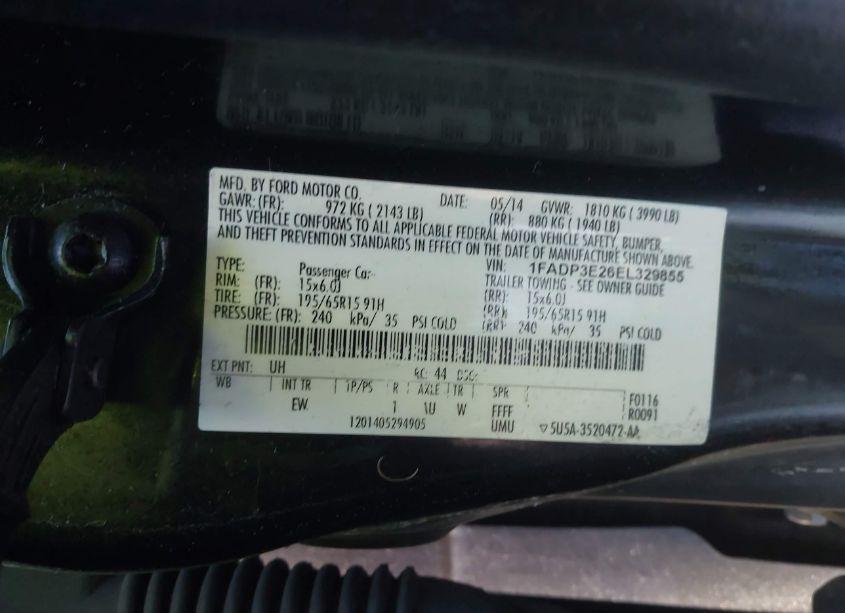 MFD. BY FORD MOTOR CO. DATE: 05/14 GVWR: 1810 KG ( 3990 LB)
GAWR: (FR): 972 KG ( 2143 LB) (RR): 880 KG ( 1940 LB)
THIS VEHICLE CONFORMS TO ALL APPLICABLE FEDERAL MOTOR VEHICLE SAFETY, BUMPER,
AND THEFT PREVENTION STANDARDS IN EFFECT ON THE DATE OF MANUFACTURE SHOWN ABOVE.
VIN: 1FADP3E26EL329855
TYPE: Passenger Car TRAILER TOWING - SEE OWNER GUIDE
RIM: (FR): 15x6.0J (RR): 15x6.0J
TIRE: (FR): 195/65R15 91H (RR): 195/65R15 91H
PRESSURE: (FR): 240 kPa/ 35 PSI COLD (RR): 240 kPa/ 35 PSI COLD
EXT PNT: UH RC: 44 DSO:
WB INT TR TP/PS R AXLE TR SPR F0116
EW 1 U W FFFF R0091
1201405294905 UMU ▽5U5A-3520472-AA